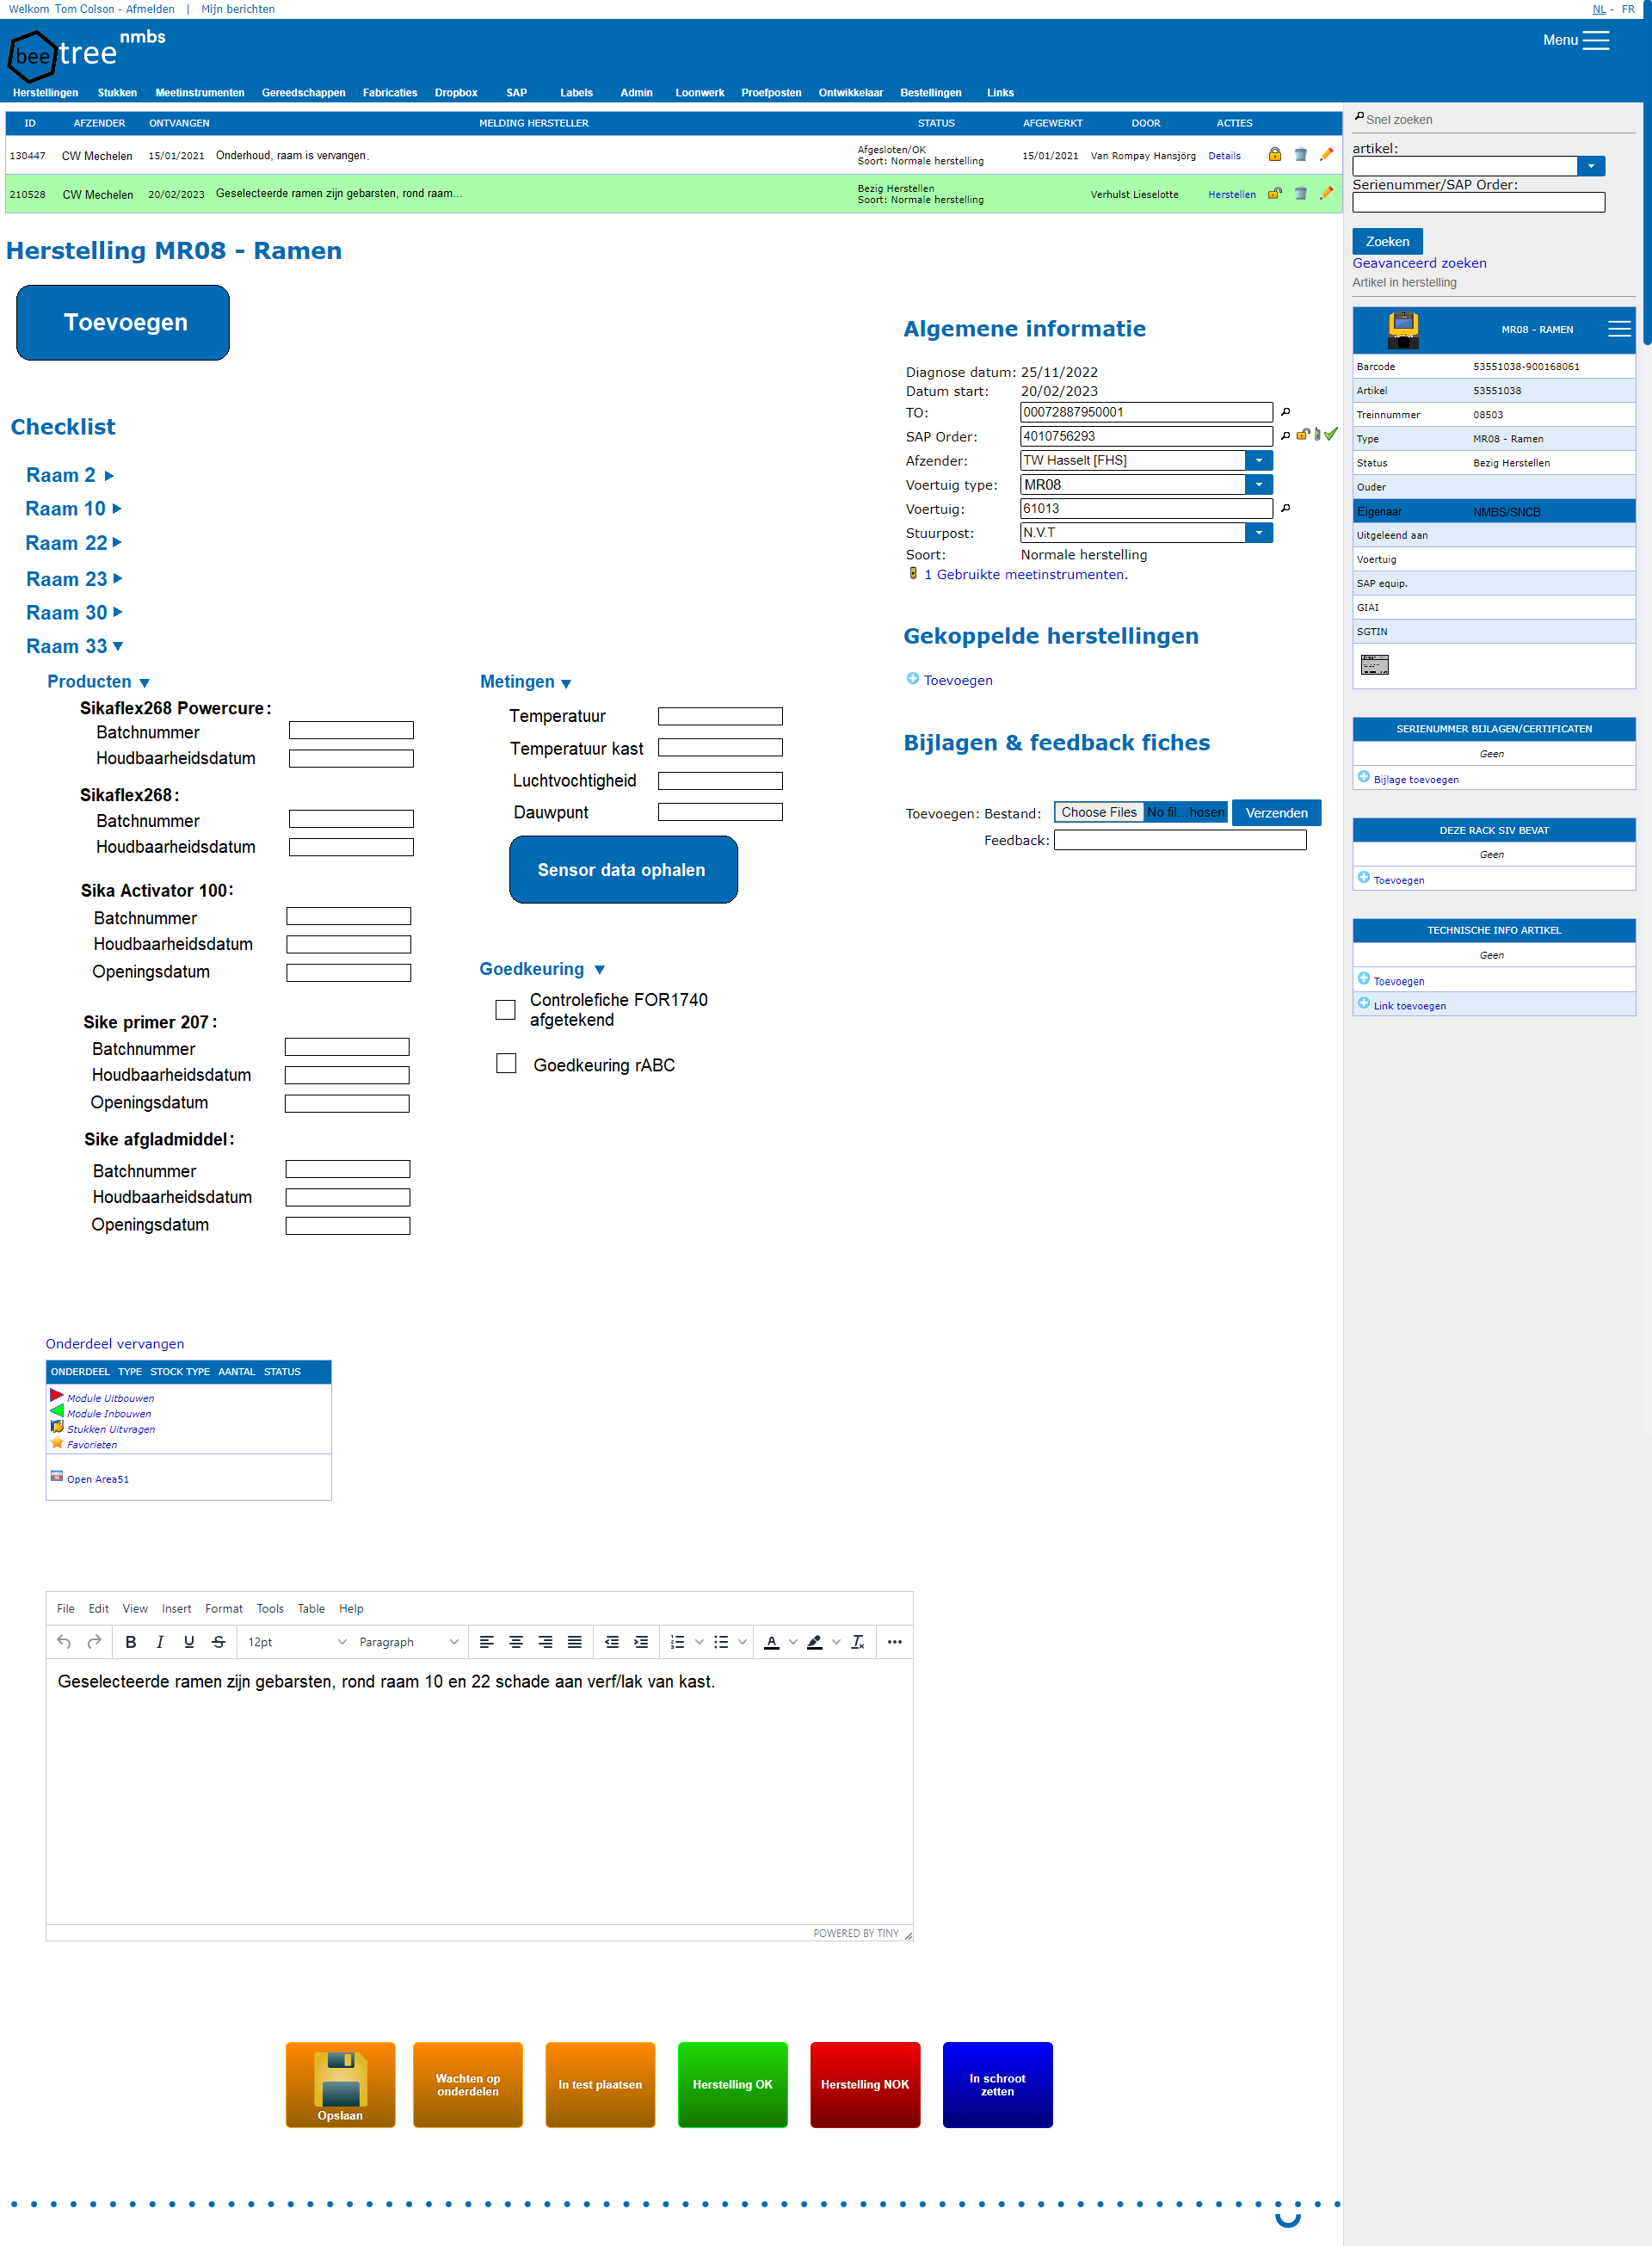 Welkom Tom Colson - Afmelden | Mijn berichten
NL - FR
bee tree nmbs
Menu
Herstellingen Stukken Meetinstrumenten Gereedschappen Fabricaties Dropbox SAP Labels Admin Loonwerk Proefposten Ontwikkelaar Bestellingen Links
ID AFZENDER ONTVANGEN MELDING HERSTELLER STATUS AFGEWERKT DOOR ACTIES
130447 CW Mechelen 15/01/2021 Onderhoud, raam is vervangen. Afgesloten/OK 15/01/2021 Van Rompay Hansjörg Details
Soort: Normale herstelling
210528 CW Mechelen 20/02/2023 Geselecteerde ramen zijn gebarsten, rond raam... Bezig Herstellen Verhulst Lieselotte Herstellen
Soort: Normale herstelling
Herstelling MR08 - Ramen
Toevoegen
Checklist
Raam 2
Raam 10
Raam 22
Raam 23
Raam 30
Raam 33
Producten
Sikaflex268 Powercure:
Batchnummer
Houdbaarheidsdatum
Sikaflex268:
Batchnummer
Houdbaarheidsdatum
Sika Activator 100:
Batchnummer
Houdbaarheidsdatum
Openingsdatum
Sike primer 207:
Batchnummer
Houdbaarheidsdatum
Openingsdatum
Sike afgladmiddel:
Batchnummer
Houdbaarheidsdatum
Openingsdatum
Metingen
Temperatuur
Temperatuur kast
Luchtvochtigheid
Dauwpunt
Sensor data ophalen
Goedkeuring
Controlefiche FOR1740
afgetekend
Goedkeuring rABC
Algemene informatie
Diagnose datum: 25/11/2022
Datum start: 20/02/2023
TO: 00072887950001
SAP Order: 4010756293
Afzender: TW Hasselt [FHS]
Voertuig type: MR08
Voertuig: 61013
Stuurpost: N.V.T
Soort: Normale herstelling
1 Gebruikte meetinstrumenten.
Gekoppelde herstellingen
Toevoegen
Bijlagen & feedback fiches
Toevoegen: Bestand: Choose Files No fil...hosen Verzenden
Feedback:
Onderdeel vervangen
ONDERDEEL TYPE STOCK TYPE AANTAL STATUS
Module Uitbouwen
Module Inbouwen
Stukken Uitvragen
Favorieten
Open Area51
File Edit View Insert Format Tools Table Help
B I U S 12pt Paragraph
Geselecteerde ramen zijn gebarsten, rond raam 10 en 22 schade aan verf/lak van kast.
POWERED BY TINY
Opslaan
Wachten op
onderdelen
In test plaatsen
Herstelling OK
Herstelling NOK
In schroot
zetten
Snel zoeken
artikel:
Serienummer/SAP Order:
Zoeken
Geavanceerd zoeken
Artikel in herstelling
MR08 - RAMEN
Barcode 53551038-900168061
Artikel 53551038
Treinnummer 08503
Type MR08 - Ramen
Status Bezig Herstellen
Ouder
Eigenaar NMBS/SNCB
Uitgeleend aan
Voertuig
SAP equip.
GIAI
SGTIN
SERIENUMMER BIJLAGEN/CERTIFICATEN
Geen
Bijlage toevoegen
DEZE RACK SIV BEVAT
Geen
Toevoegen
TECHNISCHE INFO ARTIKEL
Geen
Toevoegen
Link toevoegen